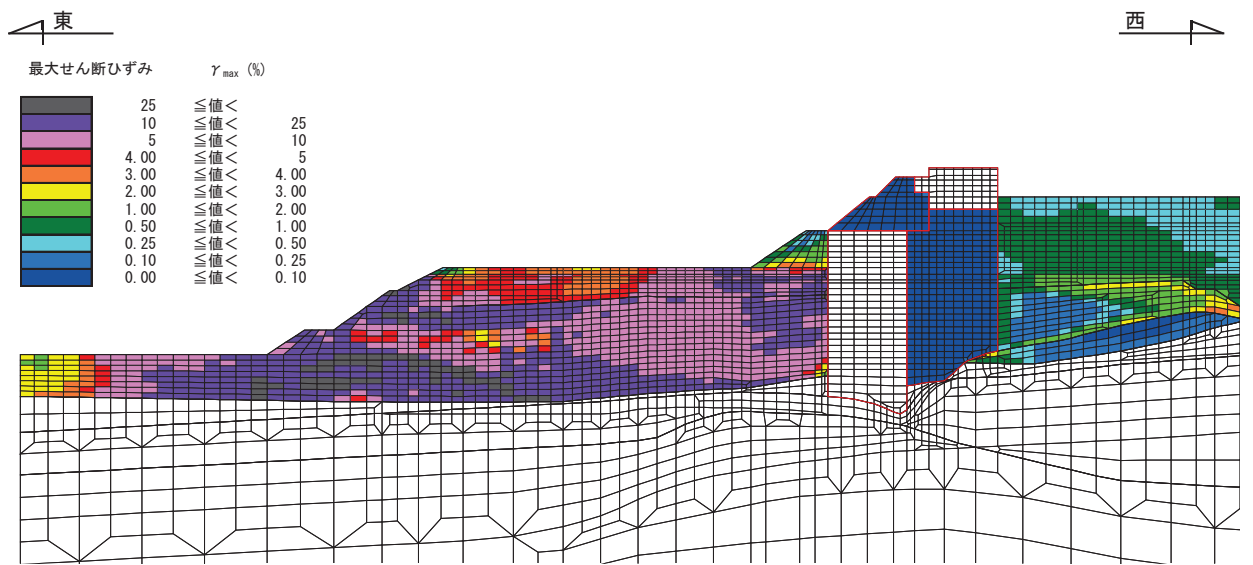 東
西
最大せん断ひずみ γmax (%)
25 ≦値<
10 ≦値< 25
5 ≦値< 10
4.00 ≦値< 5
3.00 ≦値< 4.00
2.00 ≦値< 3.00
1.00 ≦値< 2.00
0.50 ≦値< 1.00
0.25 ≦値< 0.50
0.10 ≦値< 0.25
0.00 ≦値< 0.10